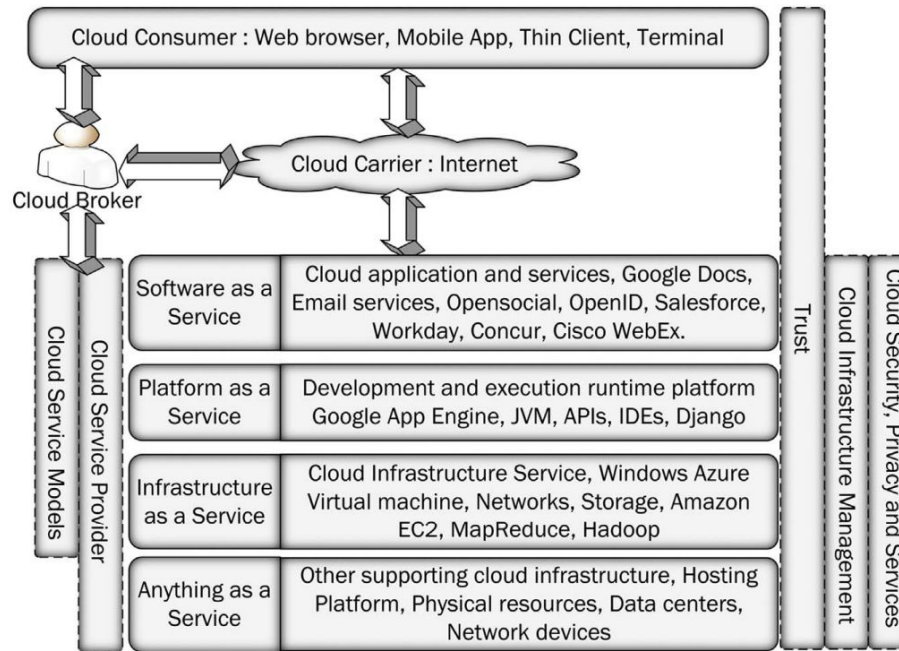 Cloud Consumer : Web browser, Mobile App, Thin Client, Terminal
Cloud Carrier : Internet
Cloud Broker
Cloud Service Models
Cloud Service Provider
Software as a
Service
Cloud application and services, Google Docs,
Email services, Opensocial, OpenID, Salesforce,
Workday, Concur, Cisco WebEx.
Platform as a
Service
Development and execution runtime platform
Google App Engine, JVM, APIs, IDEs, Django
Infrastructure
as a Service
Cloud Infrastructure Service, Windows Azure
Virtual machine, Networks, Storage, Amazon
EC2, MapReduce, Hadoop
Anything as a
Service
Other supporting cloud infrastructure, Hosting
Platform, Physical resources, Data centers,
Network devices
Trust
Cloud Infrastructure Management
Cloud Security, Privacy and Services